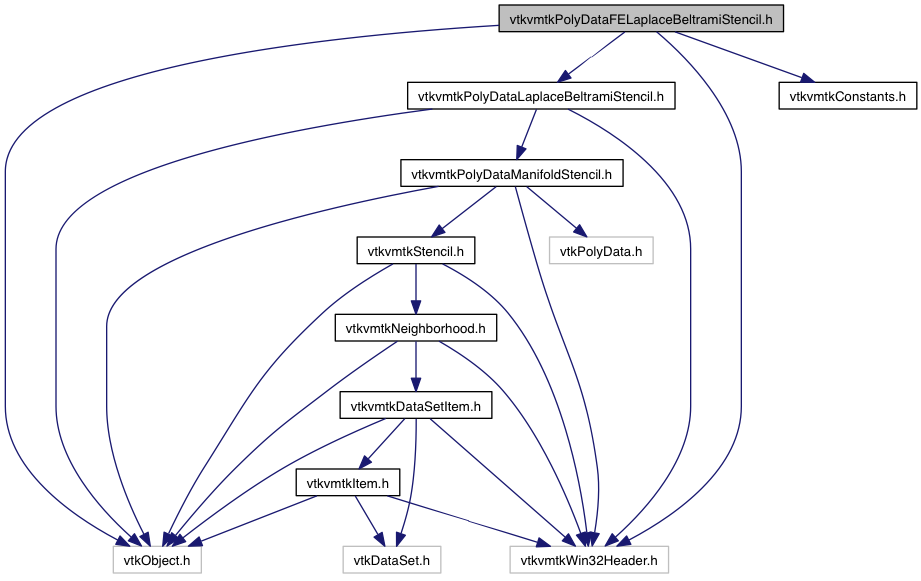 vtkvmtkPolyDataFELaplaceBeltramiStencil.h
vtkvmtkPolyDataLaplaceBeltramiStencil.h
vtkvmtkConstants.h
vtkvmtkPolyDataManifoldStencil.h
vtkvmtkStencil.h
vtkPolyData.h
vtkvmtkNeighborhood.h
vtkvmtkDataSetItem.h
vtkvmtkItem.h
vtkObject.h
vtkDataSet.h
vtkvmtkWin32Header.h